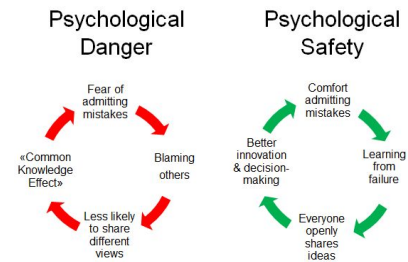 Psychological
Danger
Fear of
admitting
mistakes
Blaming
others
Less likely
to share
different
views
«Common
Knowledge
Effect»
Psychological
Safety
Comfort
admitting
mistakes
Learning
from
failure
Everyone
openly
shares
ideas
Better
innovation
& decision-
making